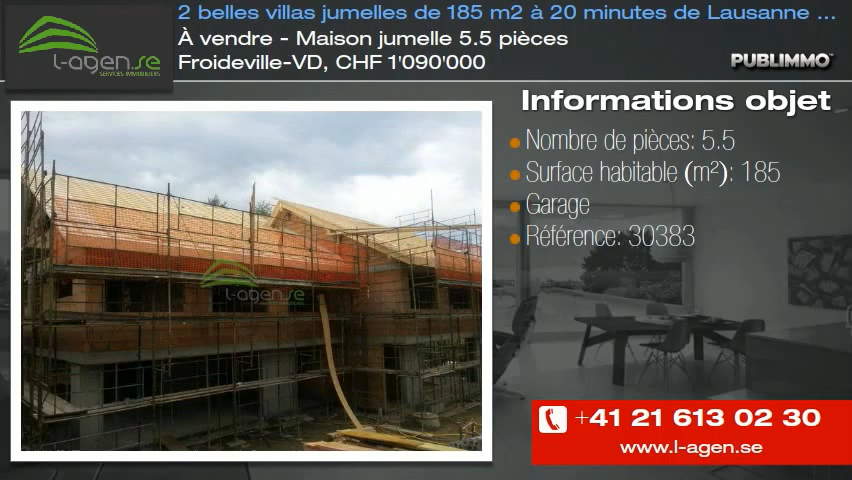 2 belles villas jumelles de 185 m2 à 20 minutes de Lausanne ...
À vendre - Maison jumelle 5.5 pièces
Froideville-VD, CHF 1'090'000
l-agen.se
SERVICES IMMOBILIERS
PUBLIMMO
Informations objet
Nombre de pièces: 5.5
Surface habitable (m²): 185
Garage
Référence: 30383
l-agen.se
+41 21 613 02 30
www.l-agen.se